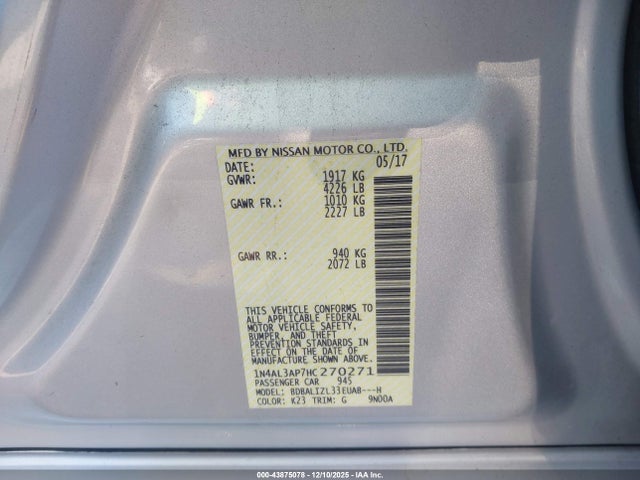 MFD BY NISSAN MOTOR CO., LTD.
DATE: 05/17
GVWR: 1917 KG
4226 LB
GAWR FR.: 1010 KG
2227 LB
GAWR RR.: 940 KG
2072 LB
THIS VEHICLE CONFORMS TO
ALL APPLICABLE FEDERAL
MOTOR VEHICLE SAFETY,
BUMPER, AND THEFT
PREVENTION STANDARDS IN
EFFECT ON THE DATE OF
MANUFACTURE SHOWN ABOVE.
1N4AL3AP7HC270271
PASSENGER CAR 945
MODEL: BDBALIZL33EUAB---H
COLOR: K23 TRIM: G 9N00A
000-43875078 - 12/10/2025 - IAA Inc.